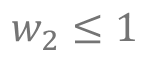 w₂ ≤ 1